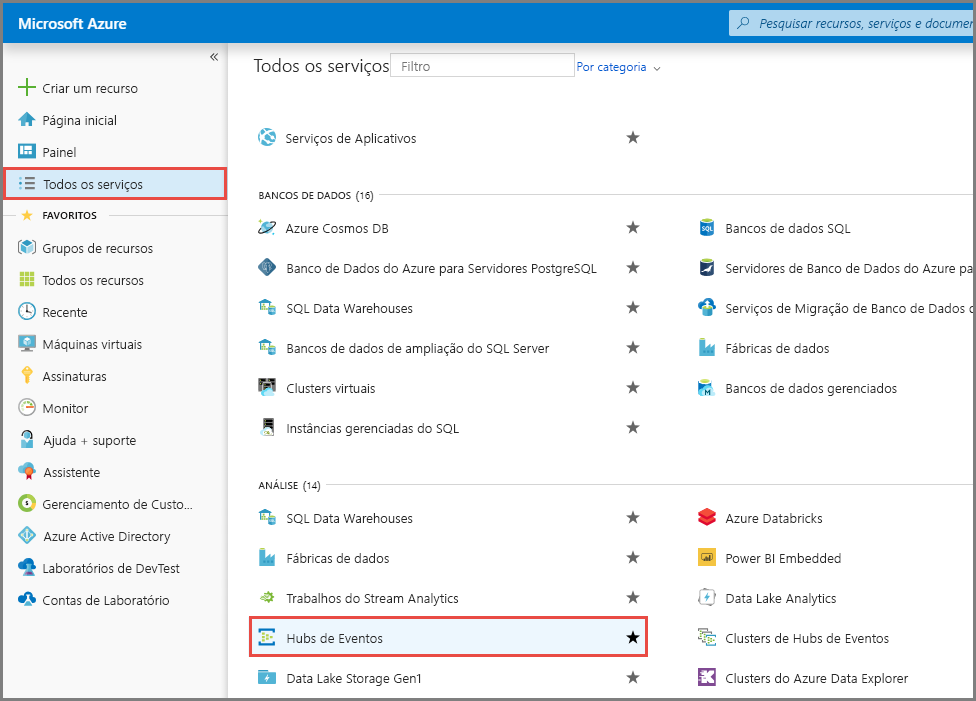 Microsoft Azure
Pesquisar recursos, serviços e documen
«
Criar um recurso
Página inicial
Painel
Todos os serviços
FAVORITOS
Grupos de recursos
Todos os recursos
Recente
Máquinas virtuais
Assinaturas
Monitor
Ajuda + suporte
Assistente
Gerenciamento de Custo...
Azure Active Directory
Laboratórios de DevTest
Contas de Laboratório
Todos os serviços
Filtro
Por categoria
Serviços de Aplicativos
BANCOS DE DADOS (16)
Azure Cosmos DB
Bancos de dados SQL
Banco de Dados do Azure para Servidores PostgreSQL
Servidores de Banco de Dados do Azure pa
SQL Data Warehouses
Serviços de Migração de Banco de Dados d
Bancos de dados de ampliação do SQL Server
Fábricas de dados
Clusters virtuais
Bancos de dados gerenciados
Instâncias gerenciadas do SQL
ANÁLISE (14)
SQL Data Warehouses
Azure Databricks
Fábricas de dados
Power BI Embedded
Trabalhos do Stream Analytics
Data Lake Analytics
Hubs de Eventos
Clusters de Hubs de Eventos
Data Lake Storage Gen1
Clusters do Azure Data Explorer